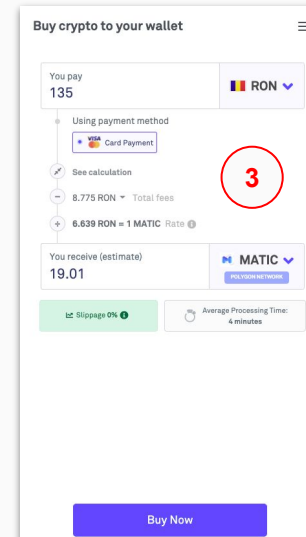 Buy crypto to your wallet
You pay
135
RON
Using payment method
VISA Card Payment
See calculation
8.775 RON Total fees
3
6.639 RON = 1 MATIC Rate
You receive (estimate)
19.01
MATIC
POLYGON NETWORK
Slippage 0%
Average Processing Time:
4 minutes
Buy Now